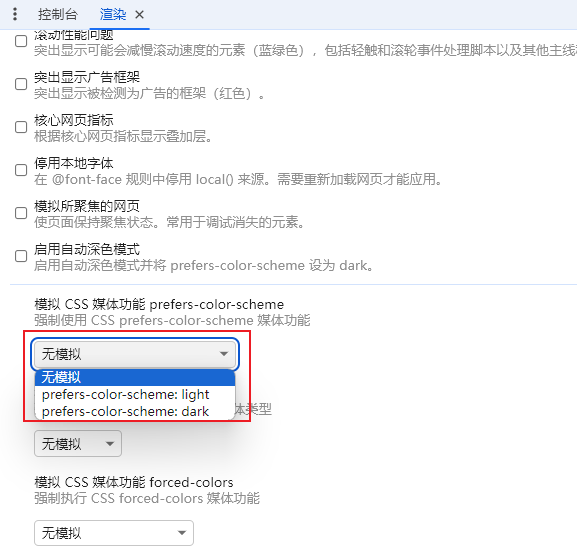 控制台
渲染
滚动性能问题
突出显示可能会减慢滚动速度的元素（蓝绿色），包括轻触和滚轮事件处理脚本以及其他主线
突出显示广告框架
突出显示被检测为广告的框架（红色）。
核心网页指标
根据核心网页指标显示叠加层。
停用本地字体
在 @font-face 规则中停用 local() 来源。需要重新加载网页才能应用。
模拟所聚焦的网页
使页面保持聚焦状态。常用于调试消失的元素。
启用自动深色模式
启用自动深色模式并将 prefers-color-scheme 设为 dark。
模拟 CSS 媒体功能 prefers-color-scheme
强制使用 CSS prefers-color-scheme 媒体功能
无模拟
无模拟
prefers-color-scheme: light
prefers-color-scheme: dark
体类型
无模拟
模拟 CSS 媒体功能 forced-colors
强制执行 CSS forced-colors 媒体功能
无模拟